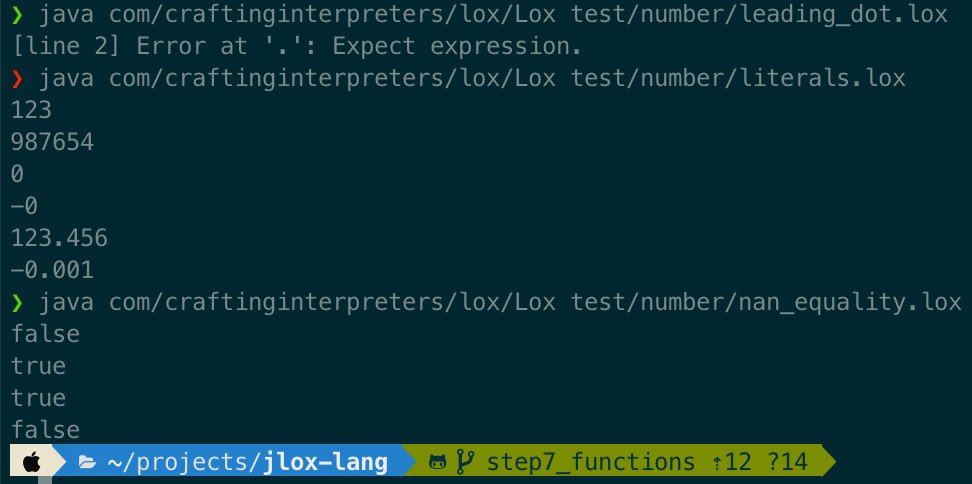 ❯ java com/craftinginterpreters/lox/Lox test/number/leading_dot.lox
[line 2] Error at '.': Expect expression.
❯ java com/craftinginterpreters/lox/Lox test/number/literals.lox
123
987654
0
-0
123.456
-0.001
❯ java com/craftinginterpreters/lox/Lox test/number/nan_equality.lox
false
true
true
false
~/projects/jlox-lang step7_functions ⇡12 ?14